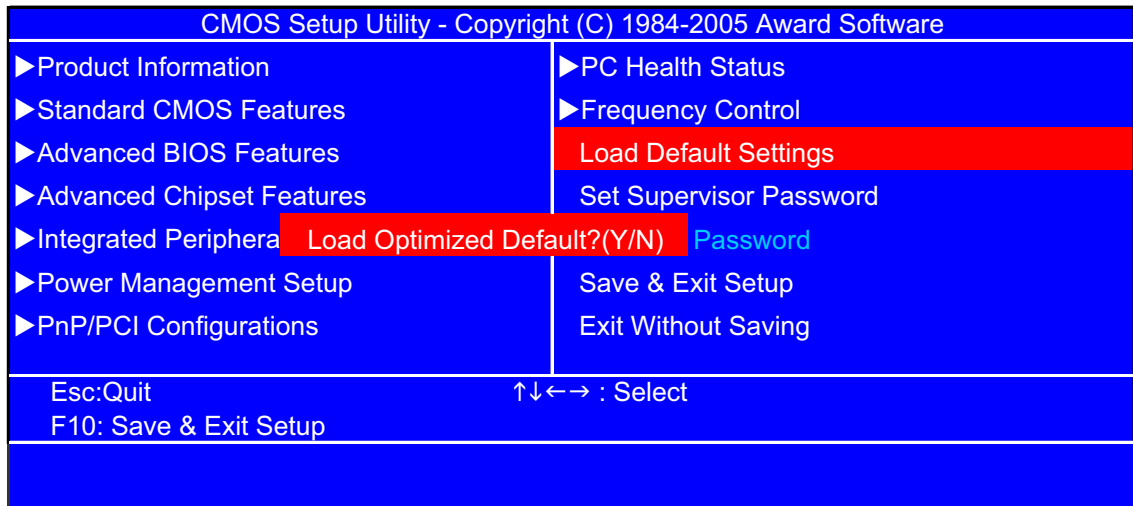 CMOS Setup Utility - Copyright (C) 1984-2005 Award Software
▶Product Information
▶Standard CMOS Features
▶Advanced BIOS Features
▶Advanced Chipset Features
▶Integrated Periphera
▶Power Management Setup
▶PnP/PCI Configurations
▶PC Health Status
▶Frequency Control
Load Default Settings
Set Supervisor Password
Password
Save & Exit Setup
Exit Without Saving
Load Optimized Default?(Y/N)
Esc:Quit ↑↓←→ : Select
F10: Save & Exit Setup